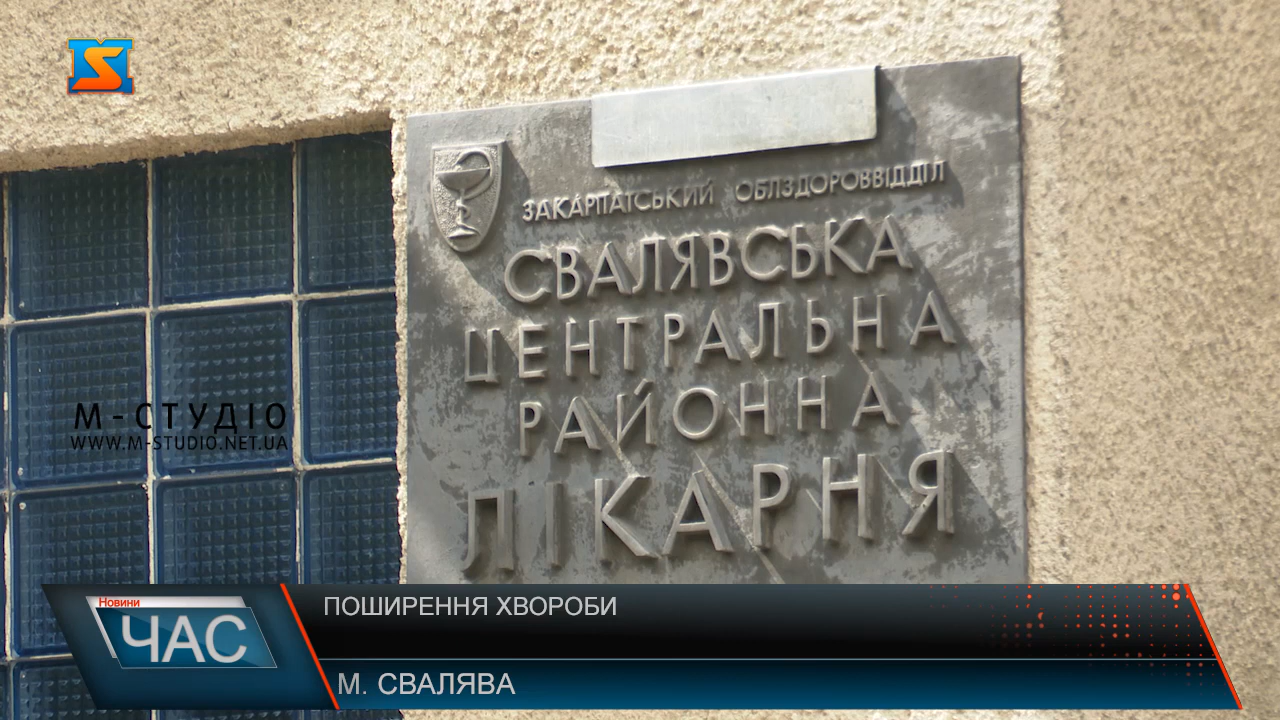 ЗАКАРПАТСЬКИЙ ОБЛЗДОРОВВІДДІЛ
СВАЛЯВСЬКА
ЦЕНТРАЛЬНА
РАЙОННА
ЛІКАРНЯ
М-СТУДІО
WWW.M-STUDIO.NET.UA
Новини
ЧАС
ПОШИРЕННЯ ХВОРОБИ
М. СВАЛЯВА